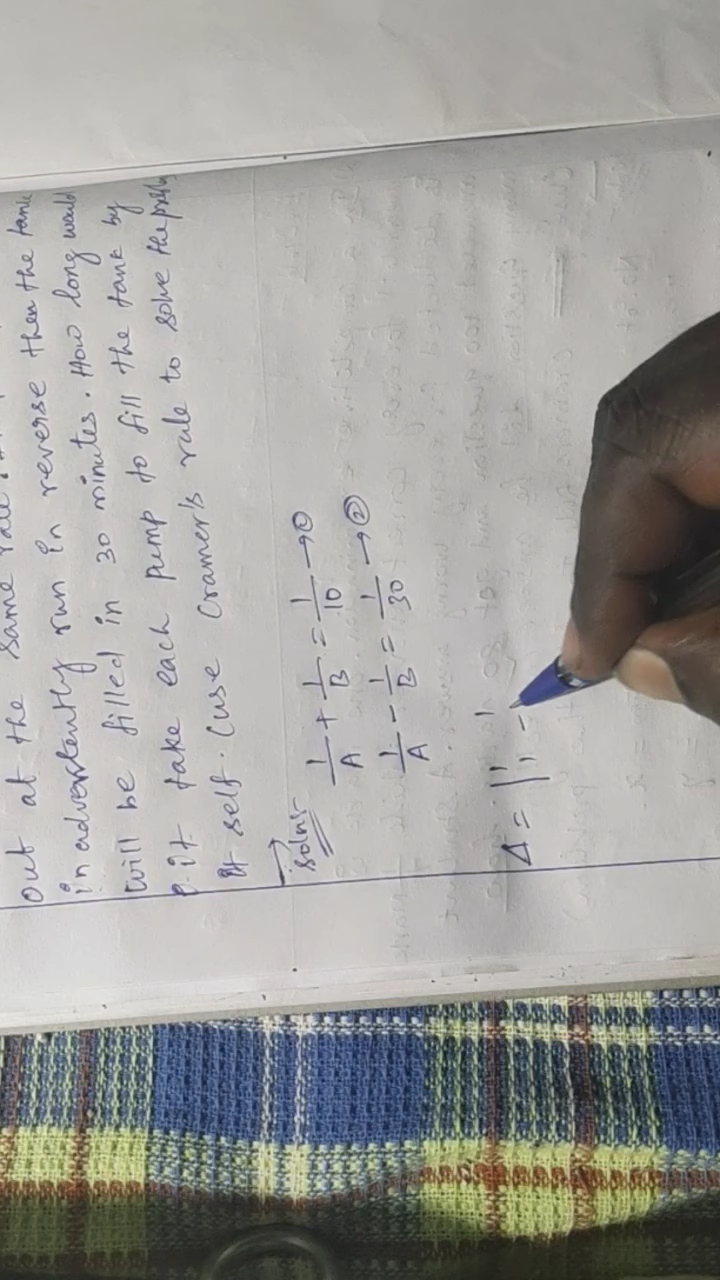 out at the same rate.
inadvertently run in reverse then the tank
will be filled in 30 minutes. How long would
it take each pump to fill the tank by
it self. (use Cramer's rule to solve the
soln:-
1/A + 1/B = 1/10 → ①
1/A - 1/B = 1/30 → ②
Δ = |1 1
1 -